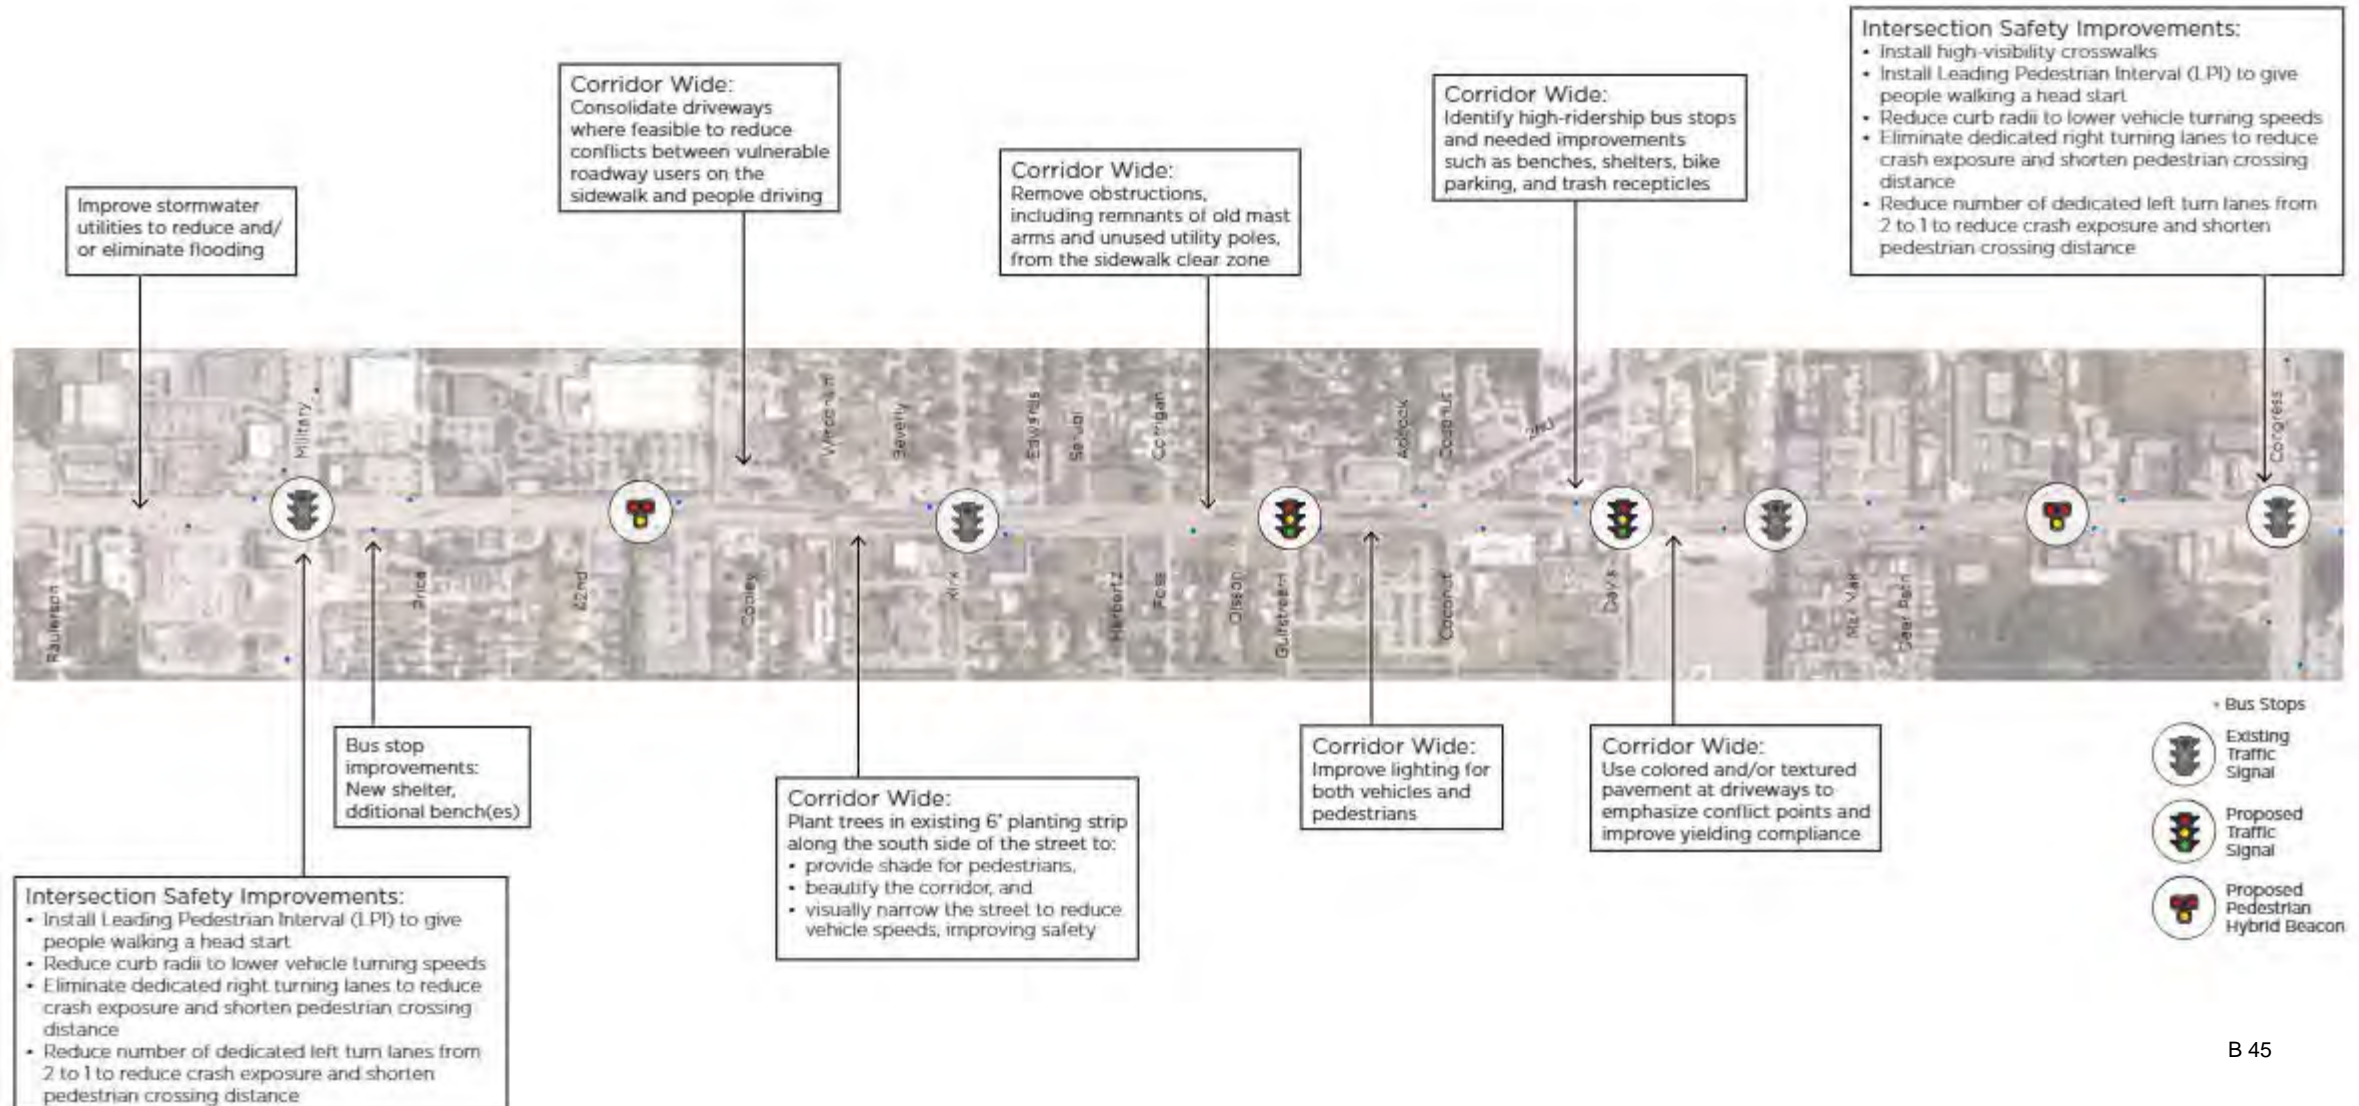 Intersection Safety Improvements:
• Install high-visibility crosswalks
• Install Leading Pedestrian Interval (LPI) to give
people walking a head start
• Reduce curb radii to lower vehicle turning speeds
• Eliminate dedicated right turning lanes to reduce
crash exposure and shorten pedestrian crossing
distance
• Reduce number of dedicated left turn lanes from
2 to 1 to reduce crash exposure and shorten
pedestrian crossing distance
Corridor Wide:
Consolidate driveways
where feasible to reduce
conflicts between vulnerable
roadway users on the
sidewalk and people driving
Corridor Wide:
Identify high-ridership bus stops
and needed improvements
such as benches, shelters, bike
parking, and trash recepticles
Corridor Wide:
Remove obstructions,
including remnants of old mast
arms and unused utility poles,
from the sidewalk clear zone
Improve stormwater
utilities to reduce and/
or eliminate flooding
Military
Windham
Beverly
Edwards
Serubi
Corrigan
Adcock
Coconut
2nd
Congress
Raulerson
Price
42nd
Cooley
Kirk
Herbertz
Foss
Olsson
Gulfstream
Coconut
Davis
Mar Mak
Deer Path
Bus stop
improvements:
New shelter,
dditional bench(es)
Corridor Wide:
Plant trees in existing 6' planting strip
along the south side of the street to:
• provide shade for pedestrians,
• beautify the corridor, and
• visually narrow the street to reduce
vehicle speeds, improving safety
Corridor Wide:
Improve lighting for
both vehicles and
pedestrians
Corridor Wide:
Use colored and/or textured
pavement at driveways to
emphasize conflict points and
improve yielding compliance
• Bus Stops
Existing
Traffic
Signal
Proposed
Traffic
Signal
Proposed
Pedestrian
Hybrid Beacon
Intersection Safety Improvements:
• Install Leading Pedestrian Interval (LPI) to give
people walking a head start
• Reduce curb radii to lower vehicle turning speeds
• Eliminate dedicated right turning lanes to reduce
crash exposure and shorten pedestrian crossing
distance
• Reduce number of dedicated left turn lanes from
2 to 1 to reduce crash exposure and shorten
pedestrian crossing distance
B 45